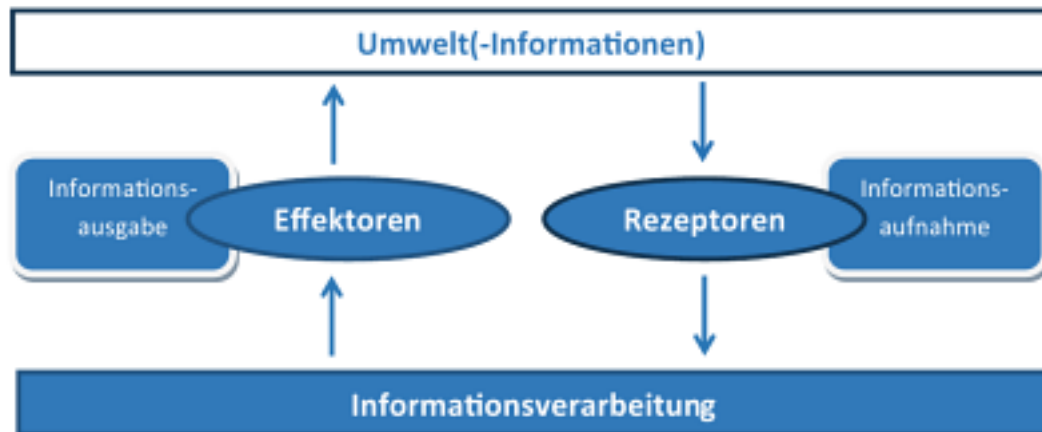 Umwelt(-Informationen)
Informations-
ausgabe
Effektoren
Rezeptoren
Informations-
aufnahme
Informationsverarbeitung